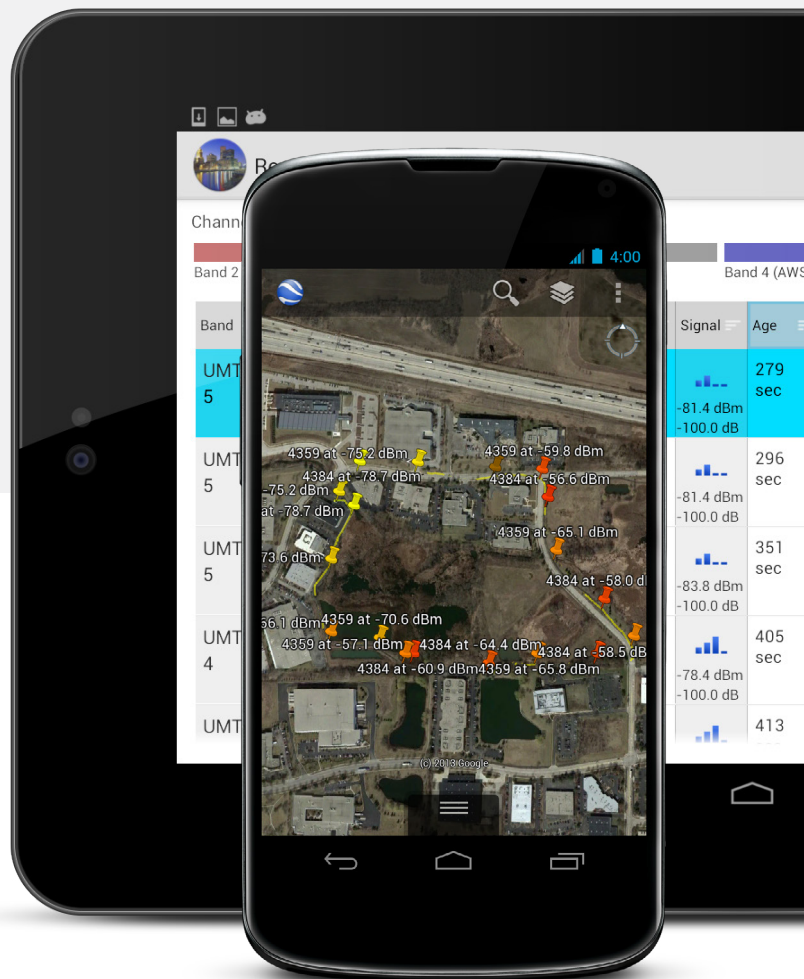 Chann
Band 2
Band 4 (AWS
Band
Signal
Age
UMT
5
-81.4 dBm
-100.0 dB
279
sec
UMT
5
-81.4 dBm
-100.0 dB
296
sec
UMT
5
-83.8 dBm
-100.0 dB
351
sec
UMT
4
-78.4 dBm
-100.0 dB
405
sec
UMT
413
4:00
4359 at -75.2 dBm
4359 at -59.8 dBm
4384 at -78.7 dBm
4384 at -56.6 dBm
-75.2 dBm
at -78.7 dBm
4359 at -65.1 dBm
73.6 dBm
4384 at -58.0 d
66.1 dBm
4359 at -70.6 dBm
4359 at -57.1 dBm
4384 at -64.4 dBm
4384 at -58.5 dB
4384 at -60.9 dBm
4359 at -65.8 dBm
(c) 2013 Google